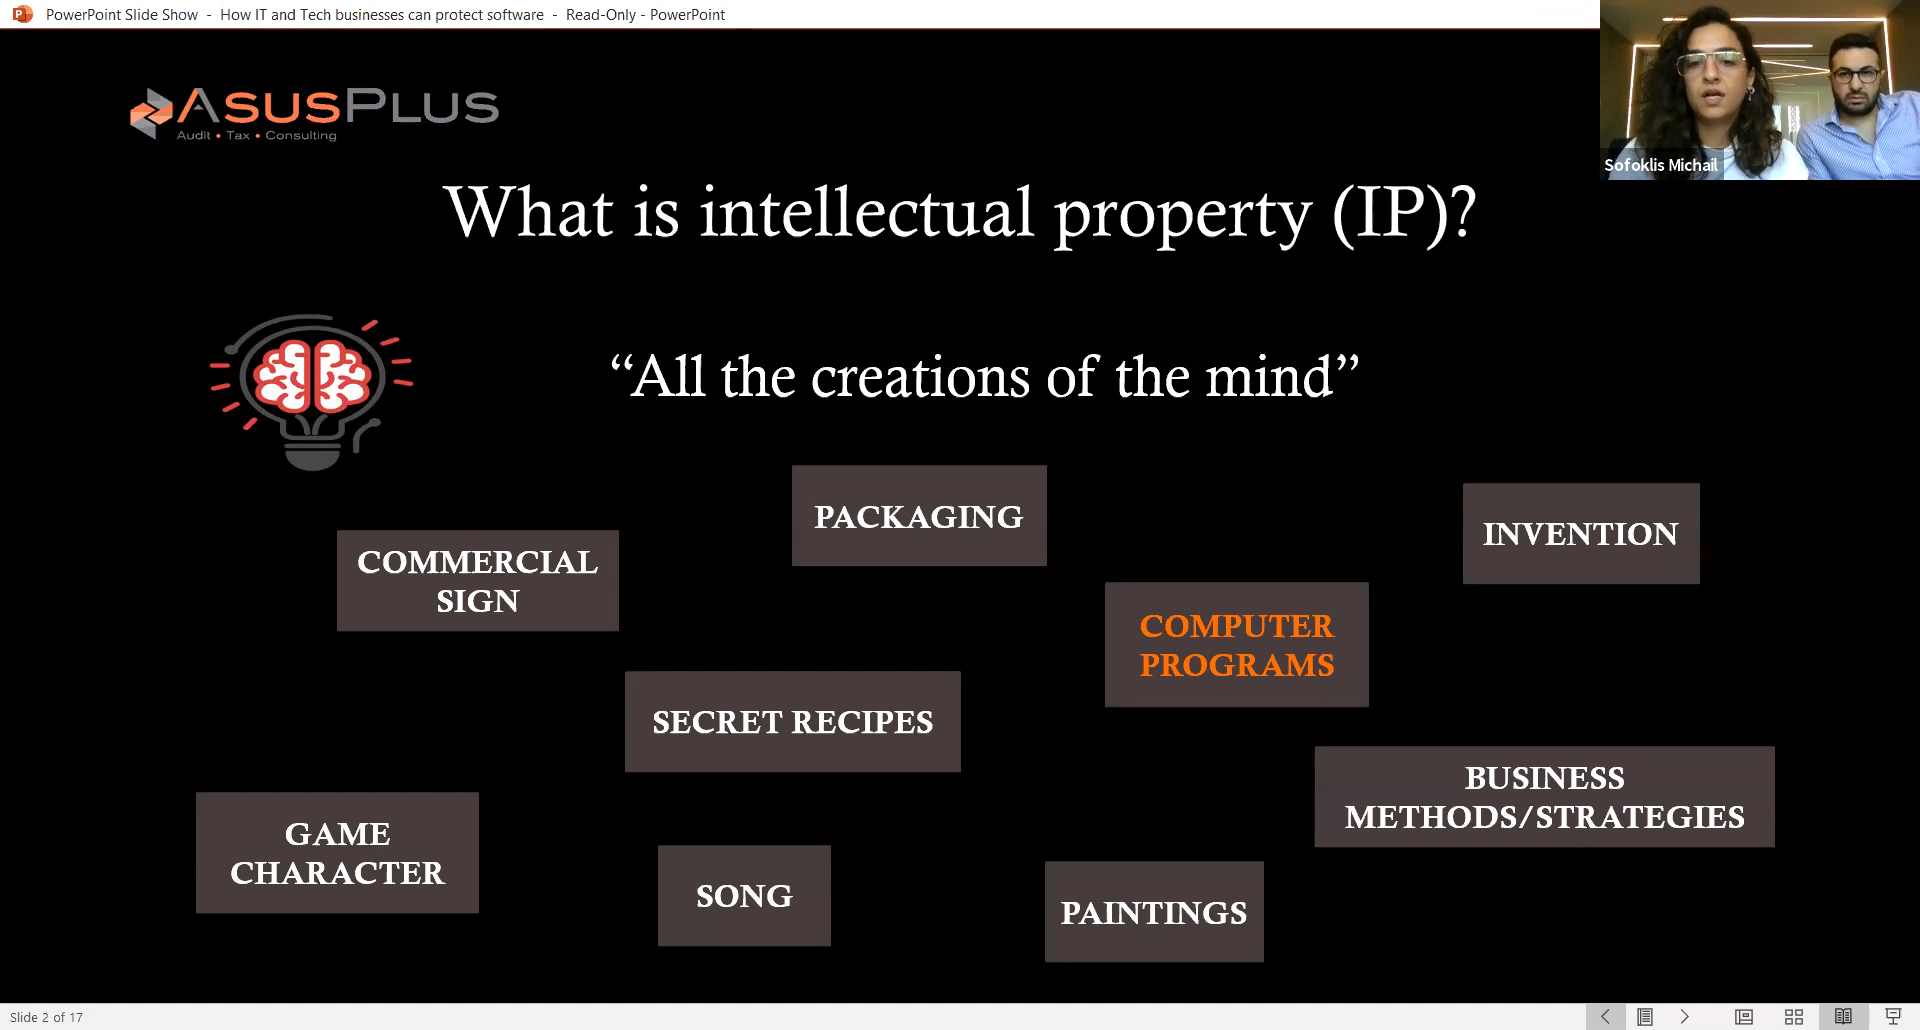 PowerPoint Slide Show - How IT and Tech businesses can protect software - Read-Only - PowerPoint
ASUSPLUS
Audit • Tax • Consulting
Sofoklis Michail
What is intellectual property (IP)?
“All the creations of the mind”
PACKAGING
INVENTION
COMMERCIAL
SIGN
COMPUTER
PROGRAMS
SECRET RECIPES
BUSINESS
METHODS/STRATEGIES
GAME
CHARACTER
SONG
PAINTINGS
Slide 2 of 17